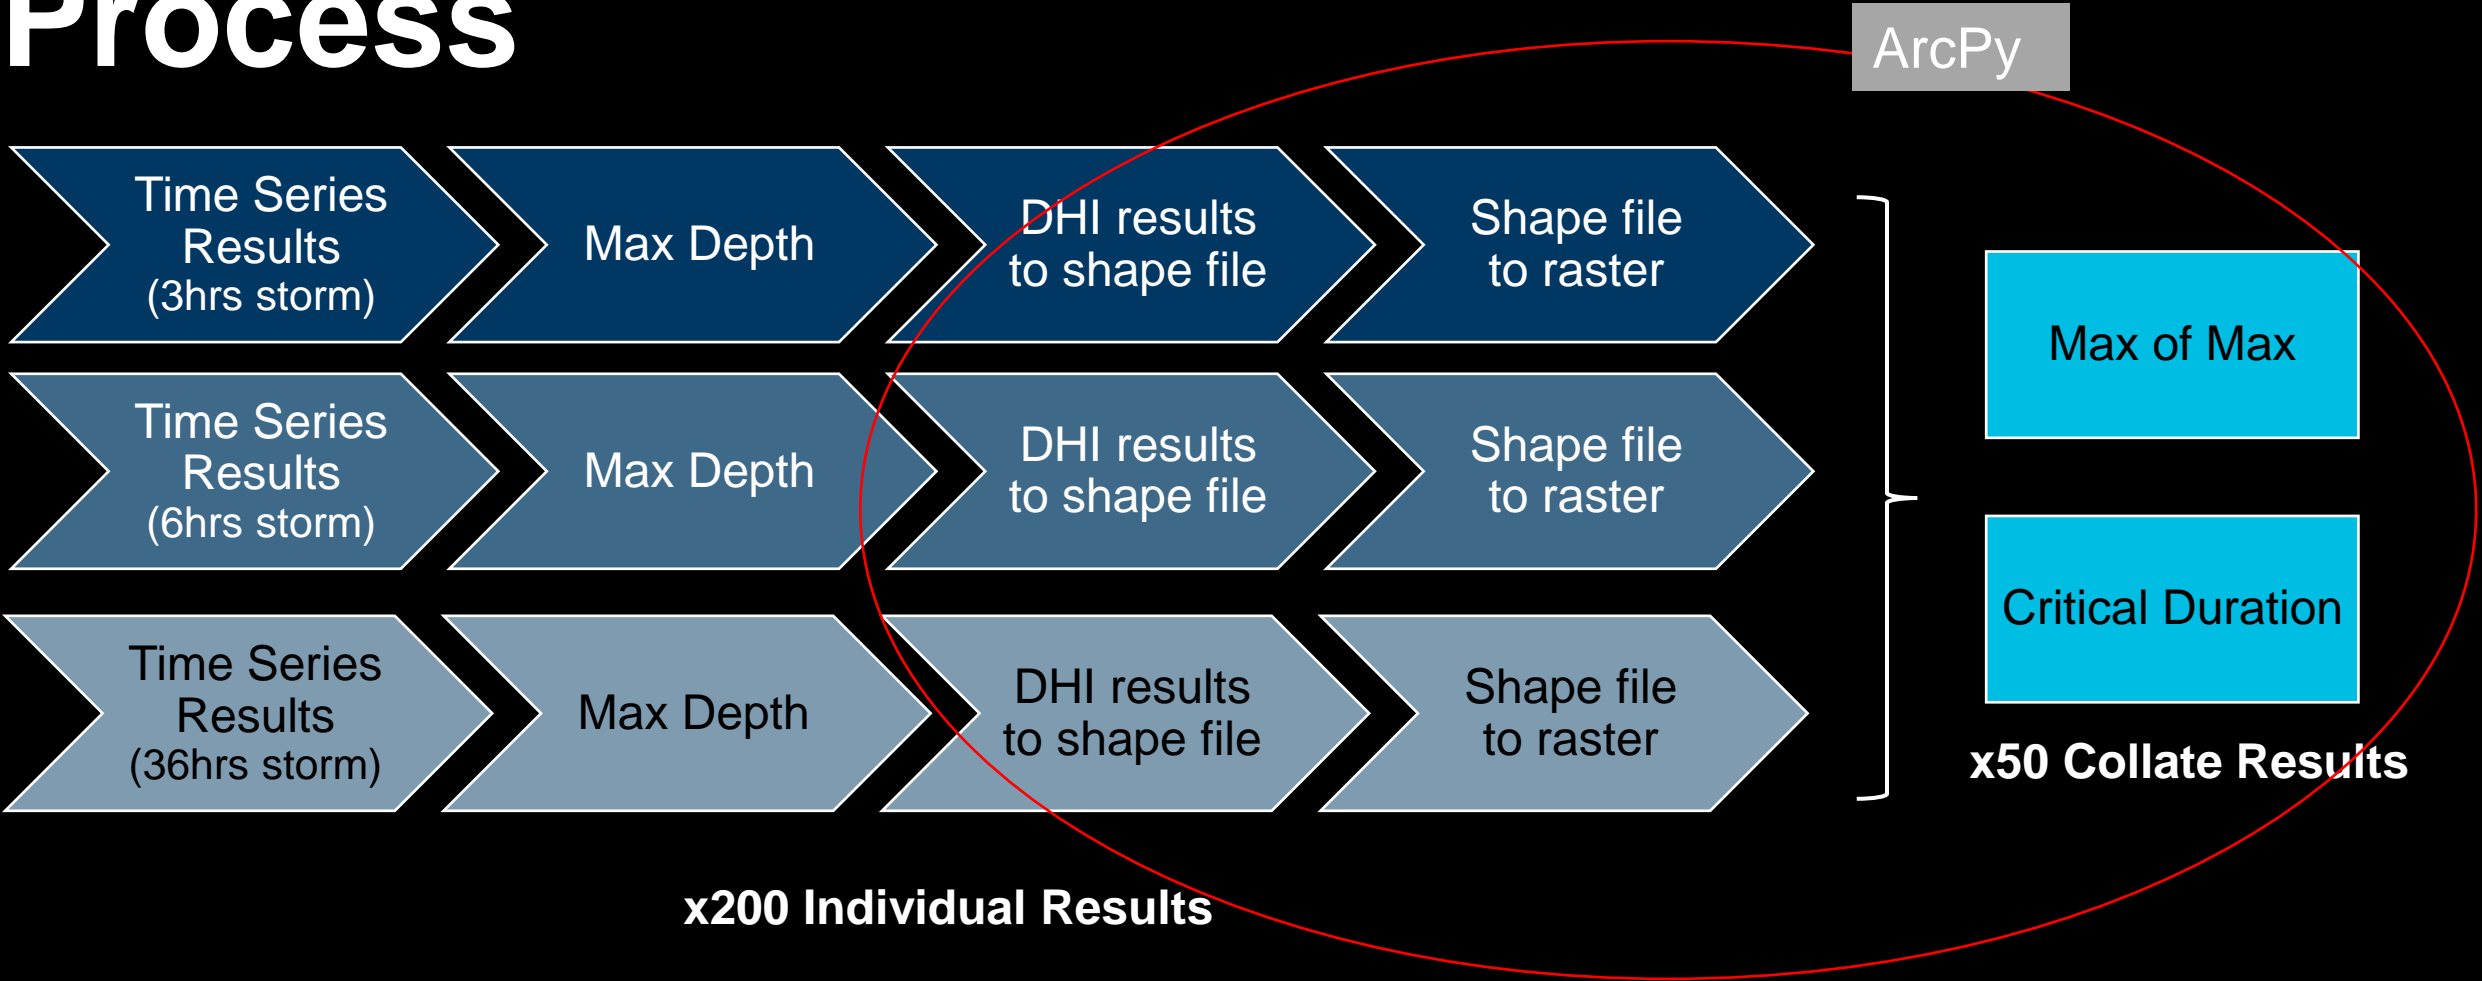 Process
ArcPy
Time Series
Results
(3hrs storm)
Max Depth
DHI results
to shape file
Shape file
to raster
Time Series
Results
(6hrs storm)
Max Depth
DHI results
to shape file
Shape file
to raster
Time Series
Results
(36hrs storm)
Max Depth
DHI results
to shape file
Shape file
to raster
Max of Max
Critical Duration
x50 Collate Results
x200 Individual Results